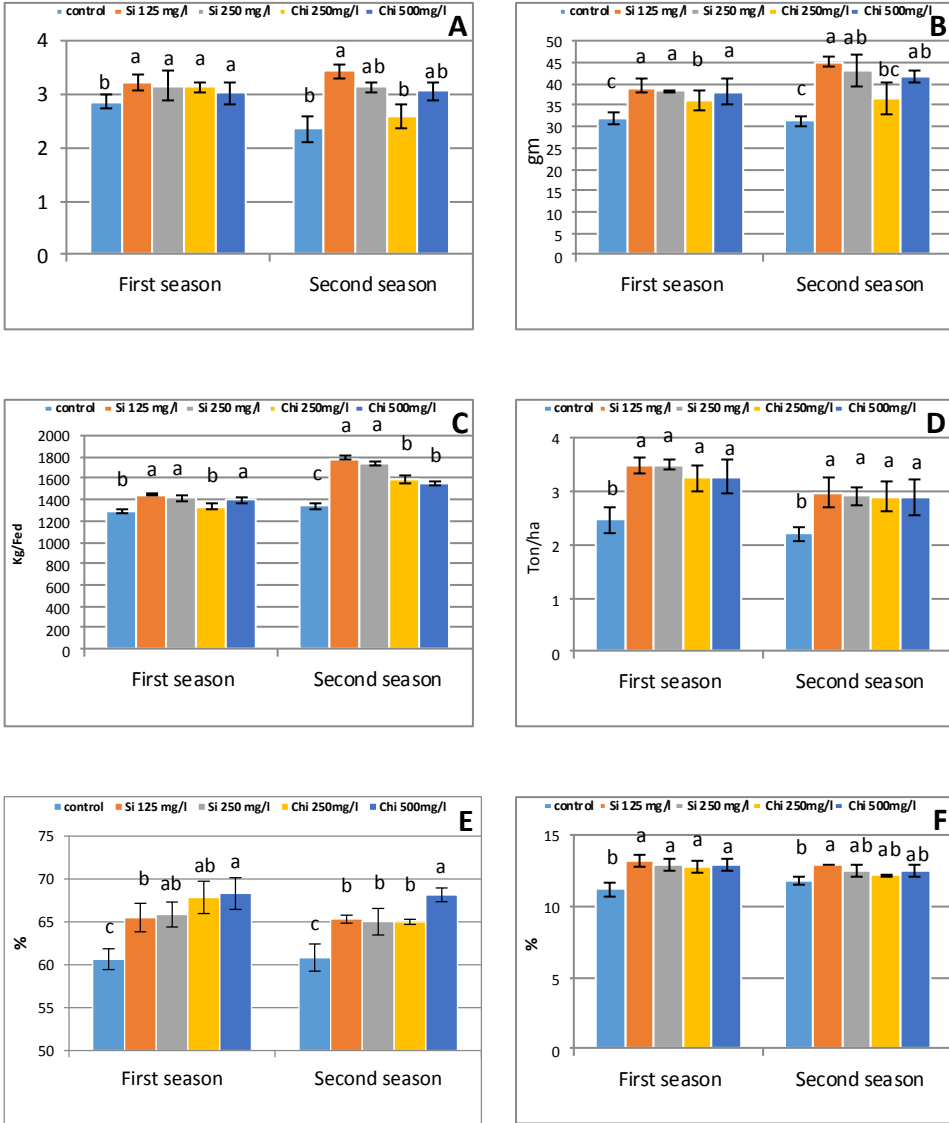 control Si 125 mg/l Si 250 mg/l Chi 250mg/l Chi 500mg/l
A
4
3
2
1
0
b a a a a
b a ab b ab
First season Second season
control Si 125 mg/l Si 250 mg/l Chi 250mg/l Chi 500mg/l
B
gm
50
45
40
35
30
25
20
15
10
5
0
c a a b a
c a ab bc ab
First season Second season
control Si 125 mg/l Si 250 mg/l Chi 250mg/l Chi 500mg/l
C
Kg/Fed
2000
1800
1600
1400
1200
1000
800
600
400
200
0
b a a b a
c a a b b
First season Second season
control Si 125 mg/l Si 250 mg/l Chi 250mg/l Chi 500mg/l
D
Ton/ha
4
3
2
1
0
b a a a a
b a a a a
First season Second season
control Si 125 mg/l Si 250 mg/l Chi 250mg/l Chi 500mg/l
E
%
75
70
65
60
55
50
c b ab ab a
c b b b a
First season Second season
control Si 125 mg/l Si 250 mg/l Chi 250mg/l Chi 500mg/l
F
%
15
10
5
0
b a a a a
b a ab ab ab
First season Second season